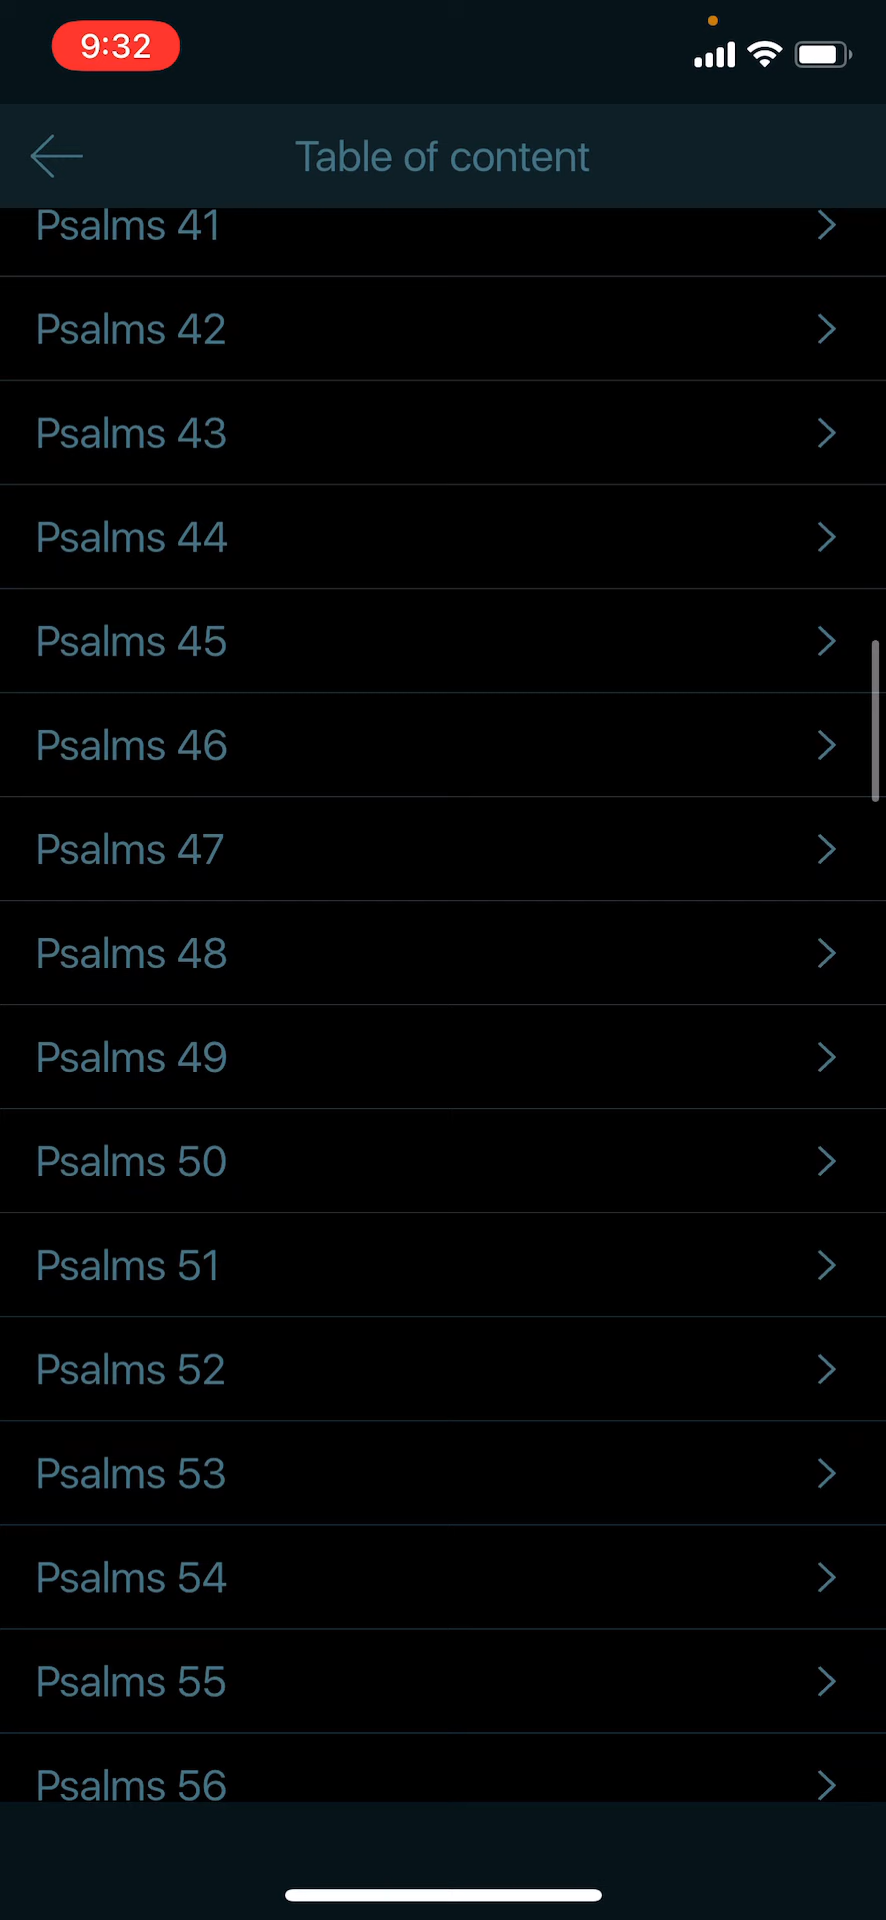 9:32
Table of content
Psalms 41
Psalms 42
Psalms 43
Psalms 44
Psalms 45
Psalms 46
Psalms 47
Psalms 48
Psalms 49
Psalms 50
Psalms 51
Psalms 52
Psalms 53
Psalms 54
Psalms 55
Psalms 56